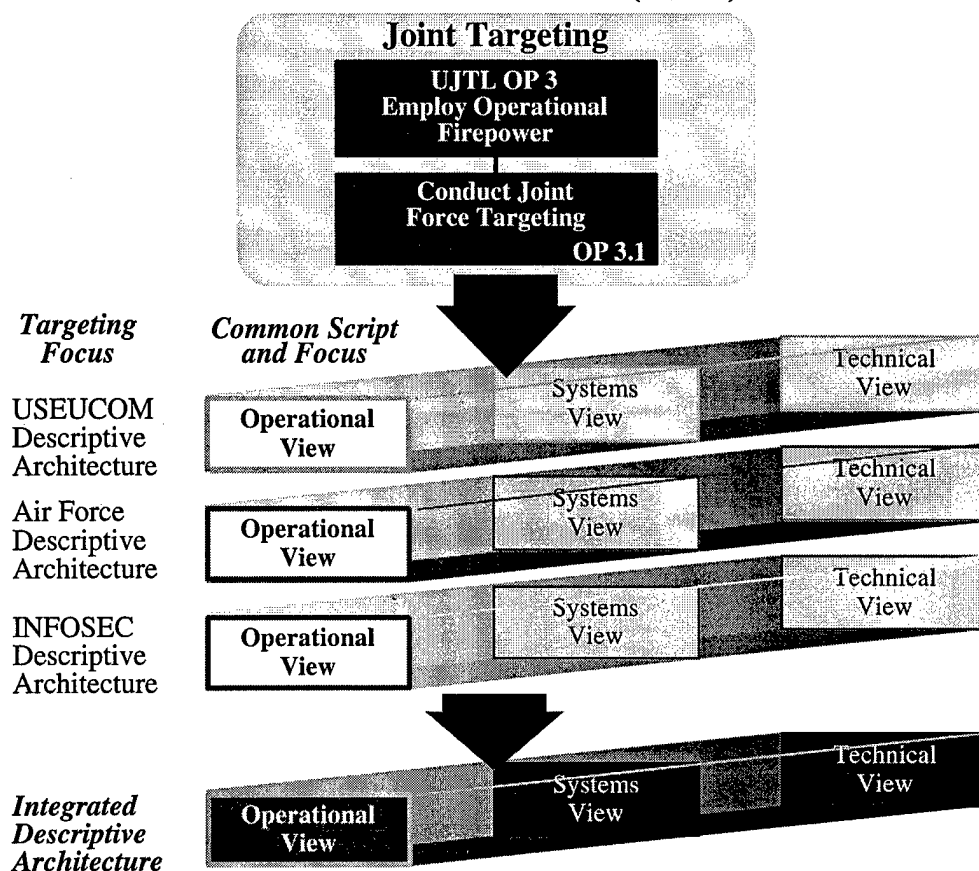 Joint Targeting
UJTL OP 3
Employ Operational
Firepower
Conduct Joint
Force Targeting
OP 3.1
Targeting
Focus
Common Script
and Focus
USEUCOM
Descriptive
Architecture
Operational
View
Systems
View
Technical
View
Air Force
Descriptive
Architecture
Operational
View
Systems
View
Technical
View
INFOSEC
Descriptive
Architecture
Operational
View
Systems
View
Technical
View
Integrated
Descriptive
Architecture
Operational
View
Systems
View
Technical
View